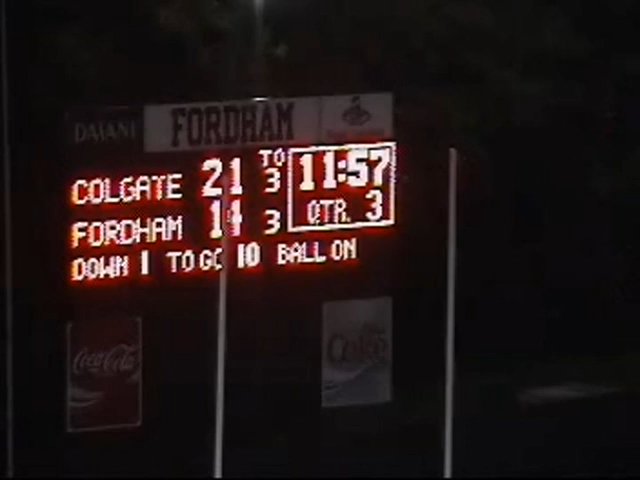 DAIANI FORDHAM
TO
COLGATE 21 3 11:57
FORDHAM 14 3 QTR. 3
DOWN 1 TO GO 10 BALL ON
Coca-Cola
Coke